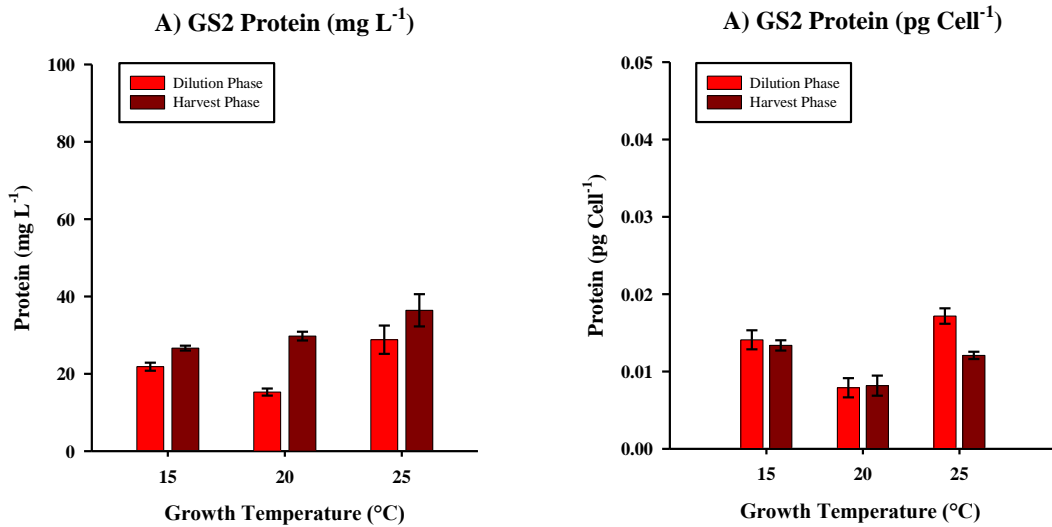 A) GS2 Protein (mg L⁻¹)
Protein (mg L⁻¹)
100
80
60
40
20
0
Dilution Phase
Harvest Phase
15 20 25
Growth Temperature (°C)
A) GS2 Protein (pg Cell⁻¹)
Protein (pg Cell⁻¹)
0.05
0.04
0.03
0.02
0.01
0.00
Dilution Phase
Harvest Phase
15 20 25
Growth Temperature (°C)